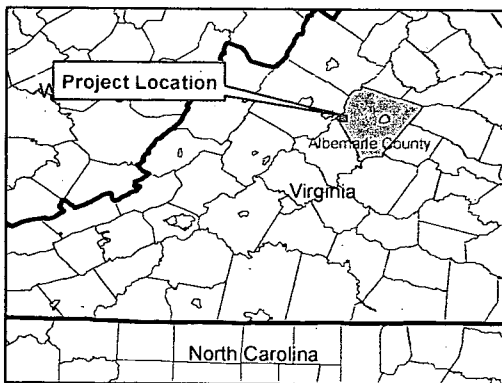 Project Location
W
Albemarle County
Virginia
North Carolina